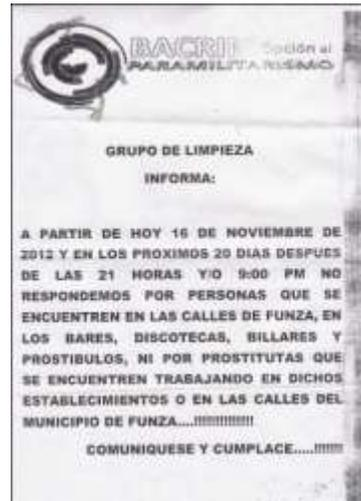 BACRIM opción al
PARAMILITARISMO
GRUPO DE LIMPIEZA
INFORMA:
A PARTIR DE HOY 16 DE NOVIEMBRE DE
2012 Y EN LOS PROXIMOS 20 DIAS DESPUES
DE LAS 21 HORAS Y/O 9:00 PM NO
RESPONDEMOS POR PERSONAS QUE SE
ENCUENTREN EN LAS CALLES DE FUNZA, EN
LOS BARES, DISCOTECAS, BILLARES Y
PROSTIBULOS, NI POR PROSTITUTAS QUE
SE ENCUENTREN TRABAJANDO EN DICHOS
ESTABLECIMIENTOS O EN LAS CALLES DEL
MUNICIPIO DE FUNZA....!!!!!!!!!!!!!!
COMUNIQUESE Y CUMPLACE.....!!!!!!!